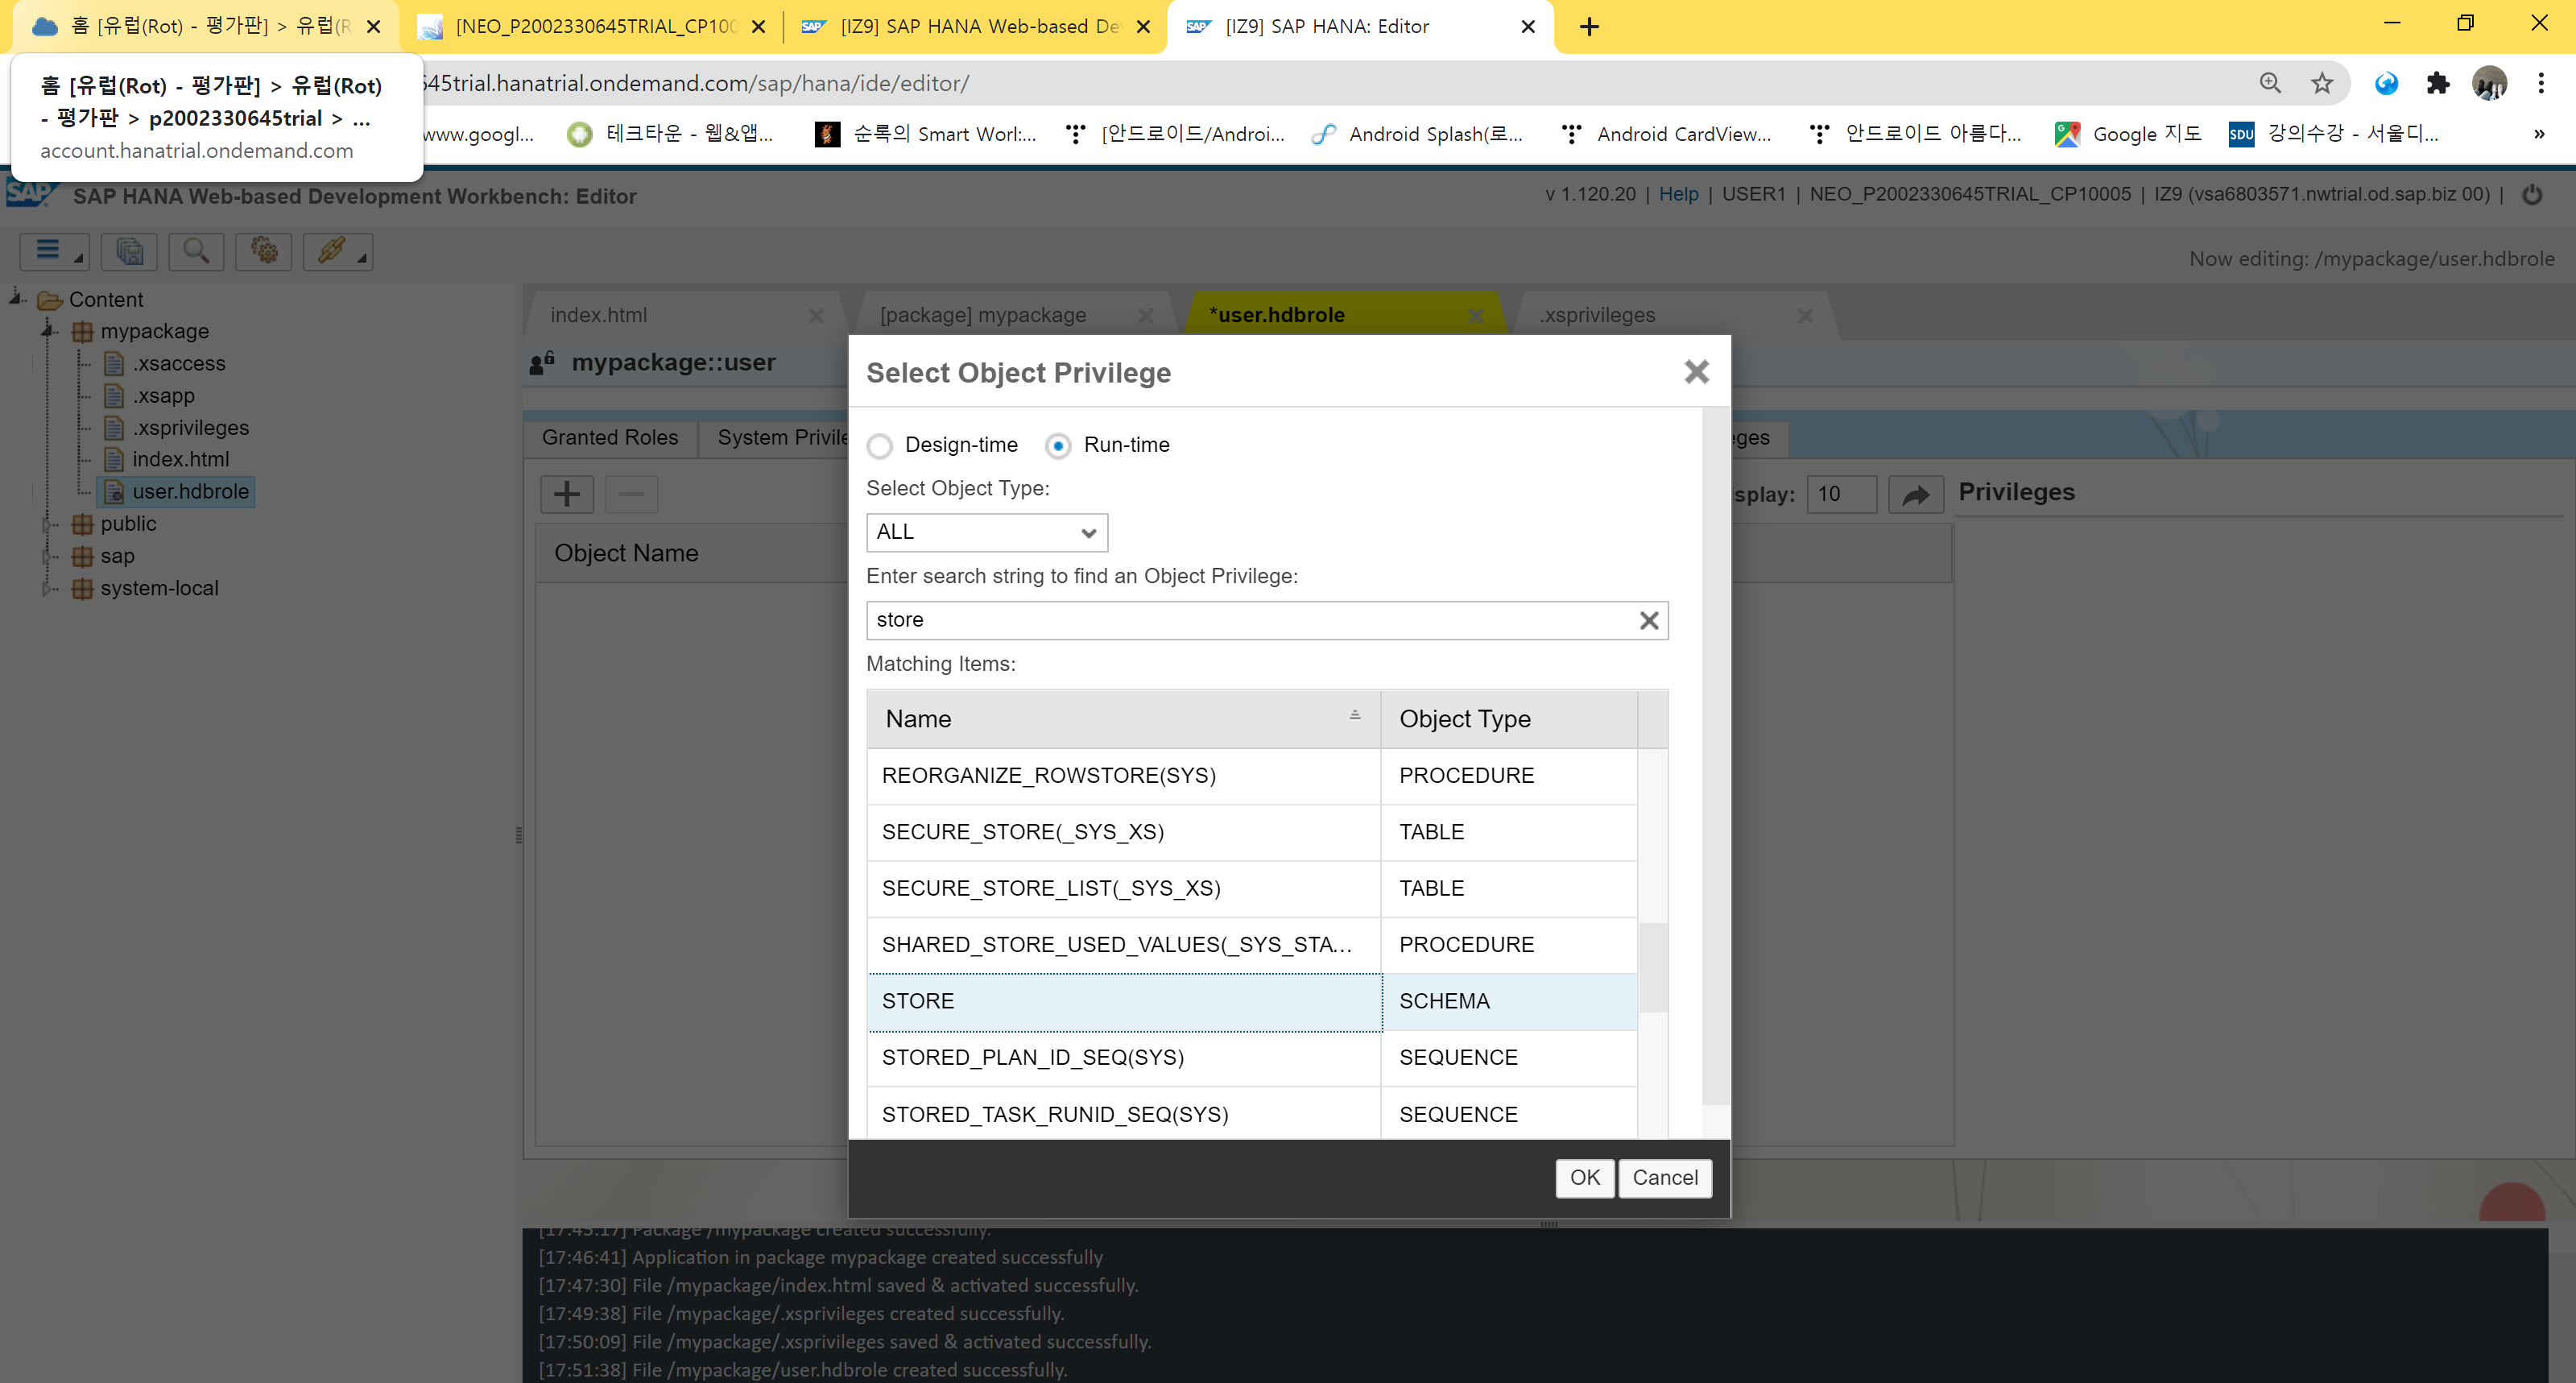 홈 [유럽(Rot) - 평가판] > 유럽(R
[NEO_P2002330645TRIAL_CP100
[IZ9] SAP HANA Web-based De
[IZ9] SAP HANA: Editor
홈 [유럽(Rot) - 평가판] > 유럽(Rot)
- 평가판 > p2002330645trial > ...
account.hanatrial.ondemand.com
645trial.hanatrial.ondemand.com/sap/hana/ide/editor/
www.googl...
테크타운 - 웹&앱...
순록의 Smart Worl:...
[안드로이드/Androi...
Android Splash(로...
Android CardView...
안드로이드 아름다...
Google 지도
SDU
강의수강 - 서울디...
»
SAP
SAP HANA Web-based Development Workbench: Editor
v 1.120.20 | Help | USER1 | NEO_P2002330645TRIAL_CP10005 | IZ9 (vsa6803571.nwtrial.od.sap.biz 00) |
Now editing: /mypackage/user.hdbrole
Content
mypackage
.xsaccess
.xsapp
.xsprivileges
index.html
user.hdbrole
public
sap
system-local
index.html
[package] mypackage
*user.hdbrole
.xsprivileges
mypackage::user
Granted Roles
System Privile
eges
splay:
10
Privileges
Object Name
Select Object Privilege
Design-time
Run-time
Select Object Type:
ALL
Enter search string to find an Object Privilege:
store
Matching Items:
Name
Object Type
REORGANIZE_ROWSTORE(SYS)
PROCEDURE
SECURE_STORE(_SYS_XS)
TABLE
SECURE_STORE_LIST(_SYS_XS)
TABLE
SHARED_STORE_USED_VALUES(_SYS_STA...
PROCEDURE
STORE
SCHEMA
STORED_PLAN_ID_SEQ(SYS)
SEQUENCE
STORED_TASK_RUNID_SEQ(SYS)
SEQUENCE
OK
Cancel
[17:45:17] Package /mypackage created successfully.
[17:46:41] Application in package mypackage created successfully
[17:47:30] File /mypackage/index.html saved & activated successfully.
[17:49:38] File /mypackage/.xsprivileges created successfully.
[17:50:09] File /mypackage/.xsprivileges saved & activated successfully.
[17:51:38] File /mypackage/user.hdbrole created successfully.